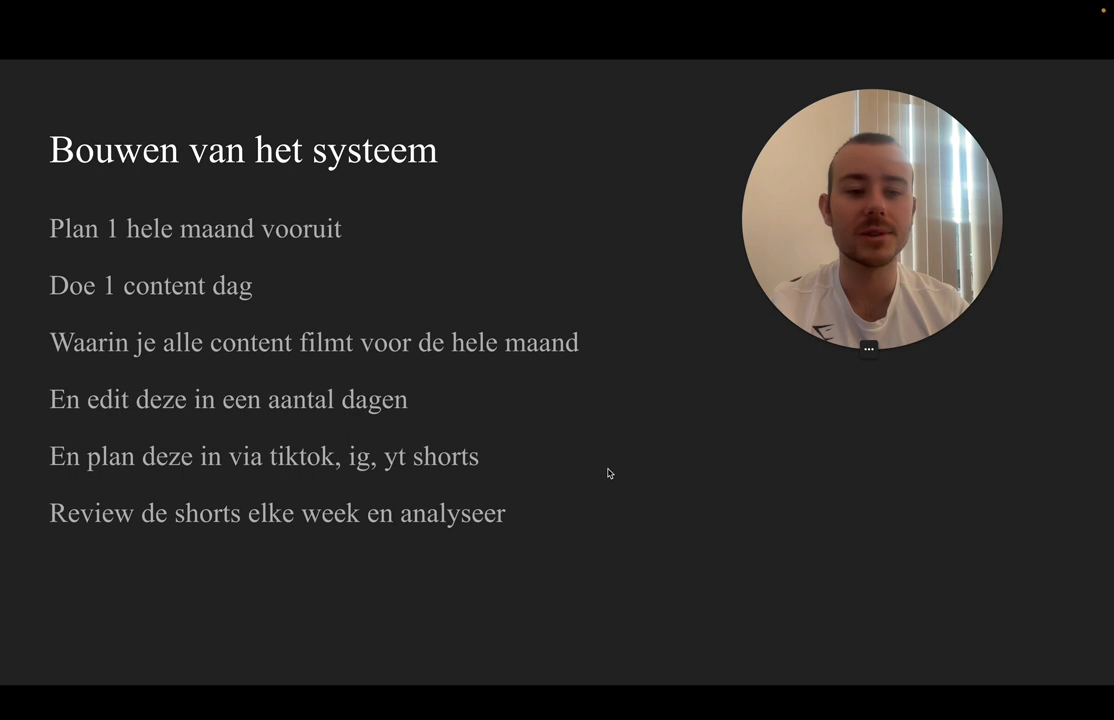 Bouwen van het systeem
Plan 1 hele maand vooruit
Doe 1 content dag
Waarin je alle content filmt voor de hele maand
En edit deze in een aantal dagen
En plan deze in via tiktok, ig, yt shorts
Review de shorts elke week en analyseer